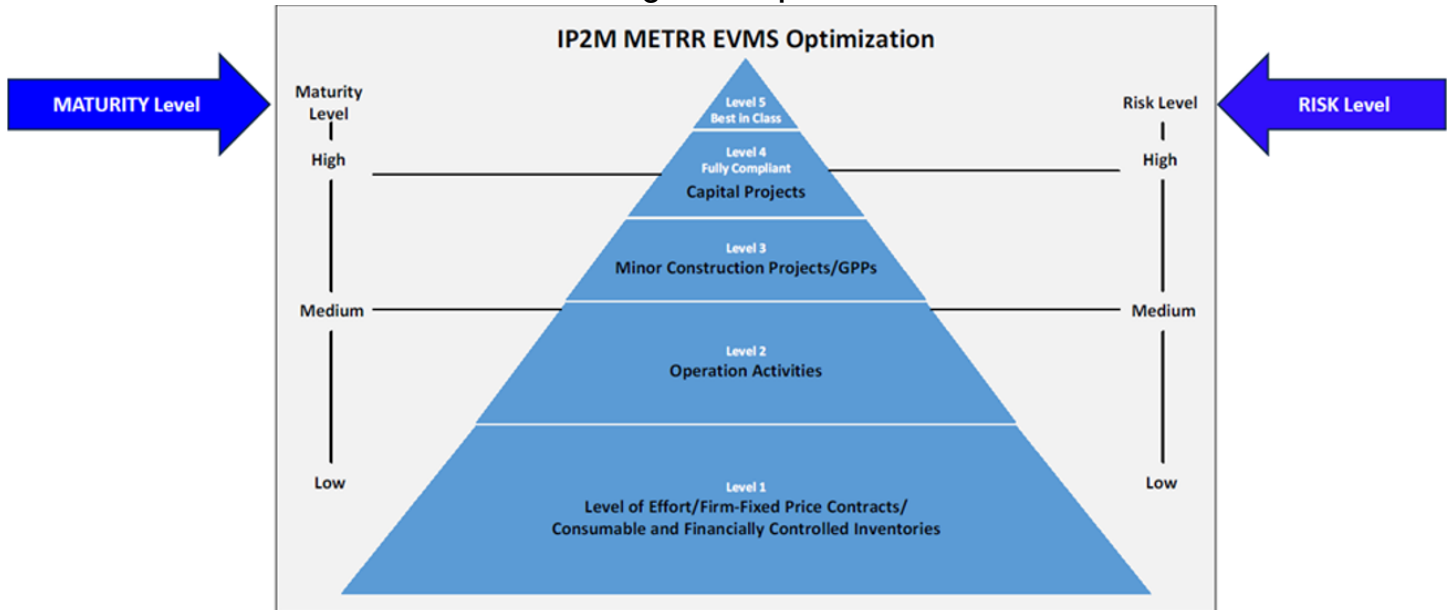 IP2M METRR EVMS Optimization
MATURITY Level
Maturity
Level
High
Medium
Low
Level 5
Best in Class
Level 4
Fully Compliant
Capital Projects
Level 3
Minor Construction Projects/GPPs
Level 2
Operation Activities
Level 1
Level of Effort/Firm-Fixed Price Contracts/
Consumable and Financially Controlled Inventories
Risk Level
High
Medium
Low
RISK Level